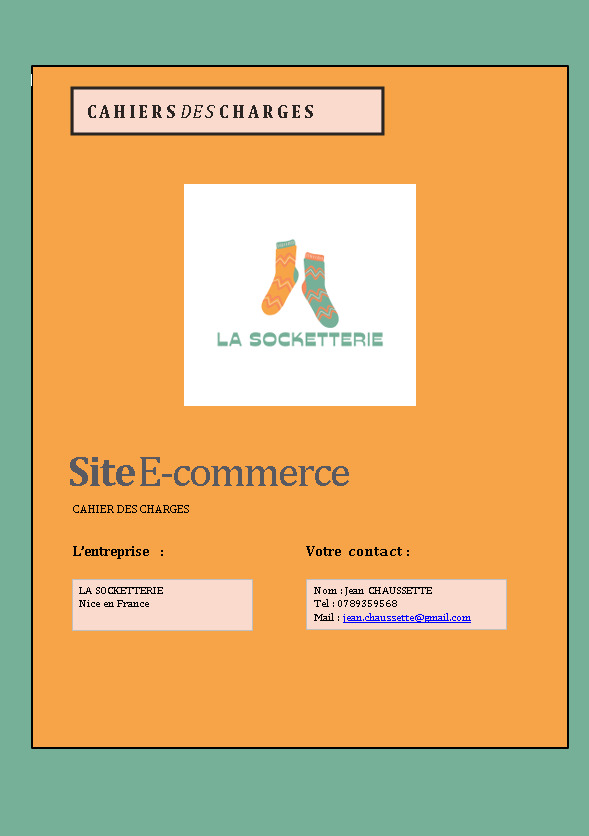 CAHIERS DES CHARGES
LA SOCKETTERIE
Site E-commerce
CAHIER DES CHARGES
L'entreprise :
LA SOCKETTERIE
Nice en France
Votre contact :
Nom : Jean CHAUSSETTE
Tel : 0789359568
Mail : jean.chaussette@gmail.com